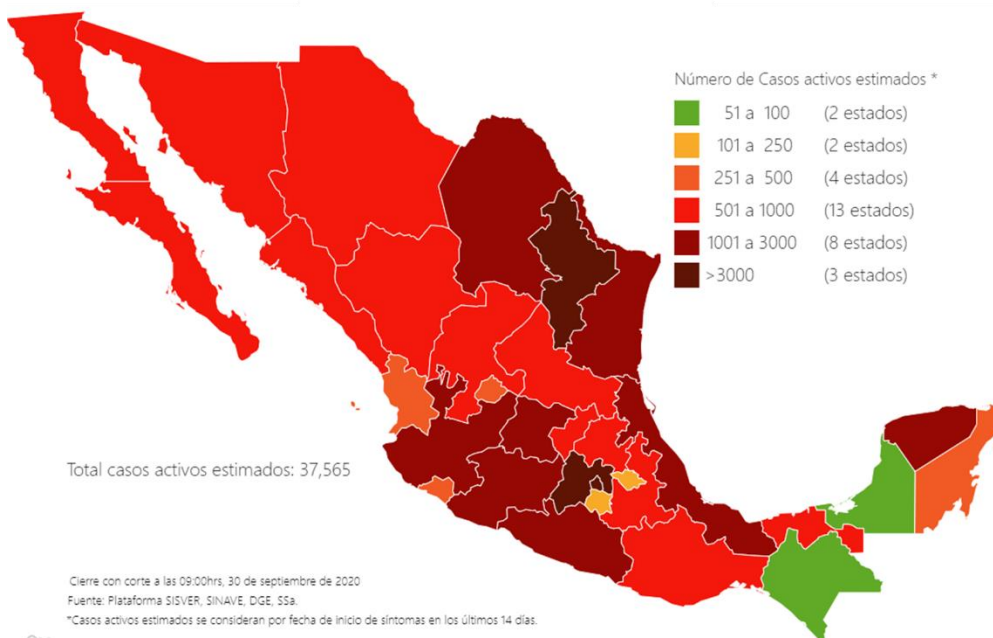 Número de Casos activos estimados *
51 a 100 (2 estados)
101 a 250 (2 estados)
251 a 500 (4 estados)
501 a 1000 (13 estados)
1001 a 3000 (8 estados)
>3000 (3 estados)
Total casos activos estimados: 37,565
Cierre con corte a las 09:00hrs, 30 de septiembre de 2020
Fuente: Plataforma SISVER, SINAVE, DGE, SSa.
*Casos activos estimados se consideran por fecha de inicio de síntomas en los últimos 14 días.